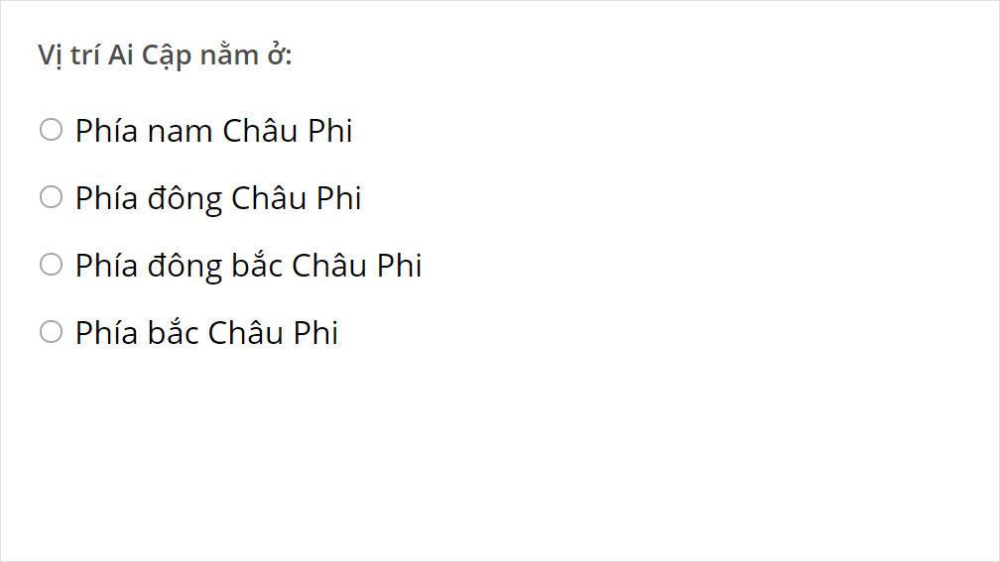 Vị trí Ai Cập nằm ở:
Phía nam Châu Phi
Phía đông Châu Phi
Phía đông bắc Châu Phi
Phía bắc Châu Phi